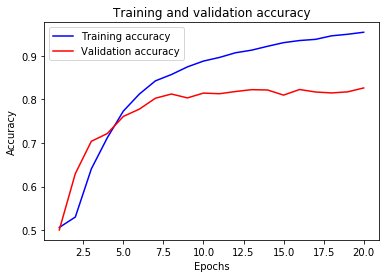 Training and validation accuracy
Training accuracy
Validation accuracy
Accuracy
0.9
0.8
0.7
0.6
0.5
2.5 5.0 7.5 10.0 12.5 15.0 17.5 20.0
Epochs